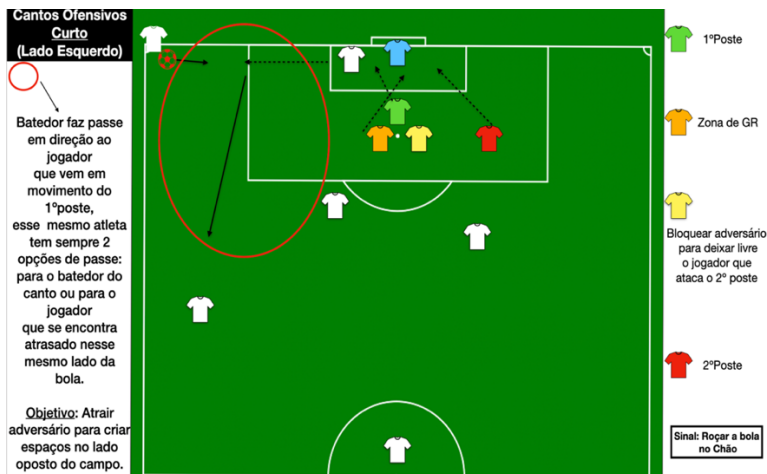 Cantos Ofensivos
Curto
(Lado Esquerdo)
Batedor faz passe
em direção ao
jogador
que vem em
movimento do
1ºposte,
esse mesmo atleta
tem sempre 2
opções de passe:
para o batedor do
canto ou para o
jogador
que se encontra
atrasado nesse
mesmo lado da
bola.
Objetivo: Atrair
adversário para criar
espaços no lado
oposto do campo.
1ºPoste
Zona de GR
Bloquear adversário
para deixar livre
o jogador que
ataca o 2º poste
2ºPoste
Sinal: Roçar a bola
no Chão